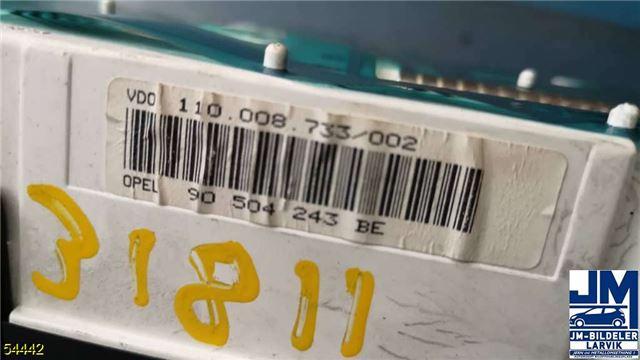 VDO 110.008.733/002
OPEL 90 504 243 BE
31811
54442
JM
JM-BILDELER
LARVIK